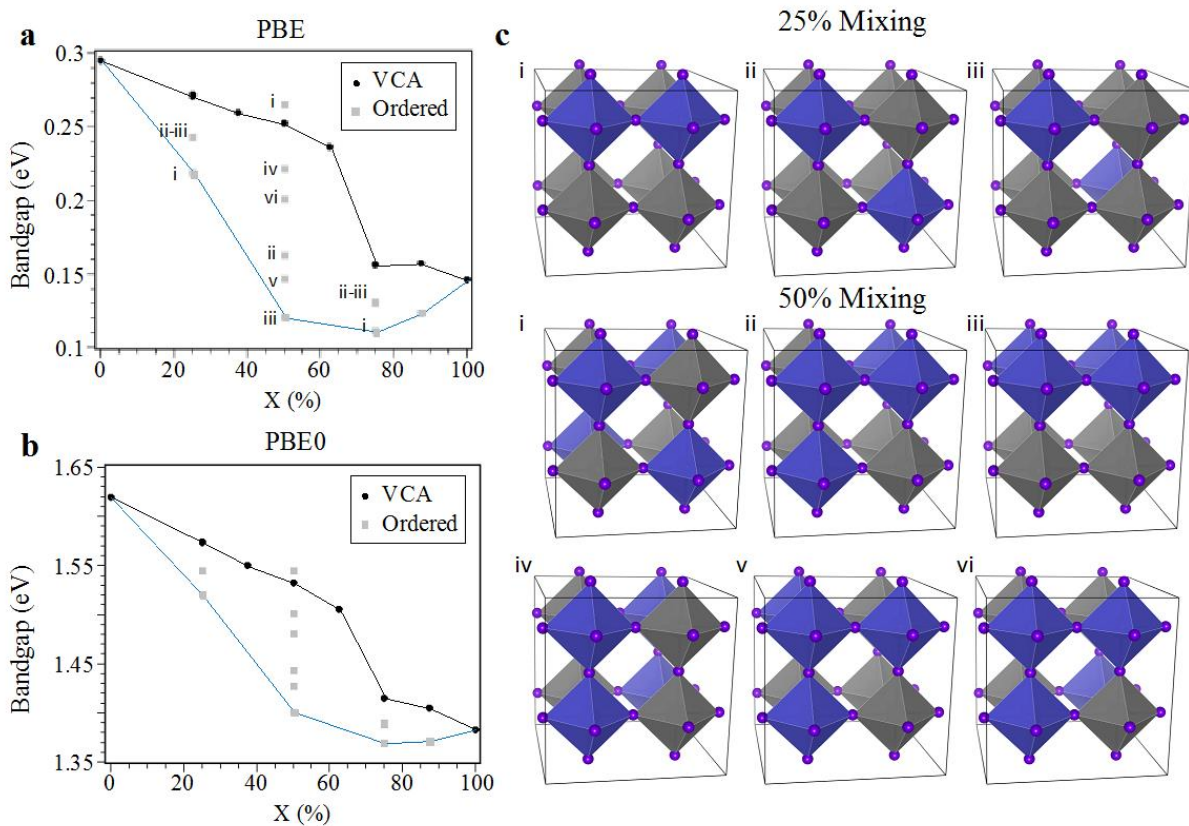 a
PBE
Bandgap (eV)
0.3
0.25
0.2
0.15
0.1
VCA
Ordered
i
ii-iii
i
iv
vi
ii
v
iii
ii-iii
i
0 20 40 60 80 100
X (%)
b
PBE0
Bandgap (eV)
1.65
1.55
1.45
1.35
VCA
Ordered
0 20 40 60 80 100
X (%)
c
25% Mixing
i ii iii
50% Mixing
i ii iii
iv v vi